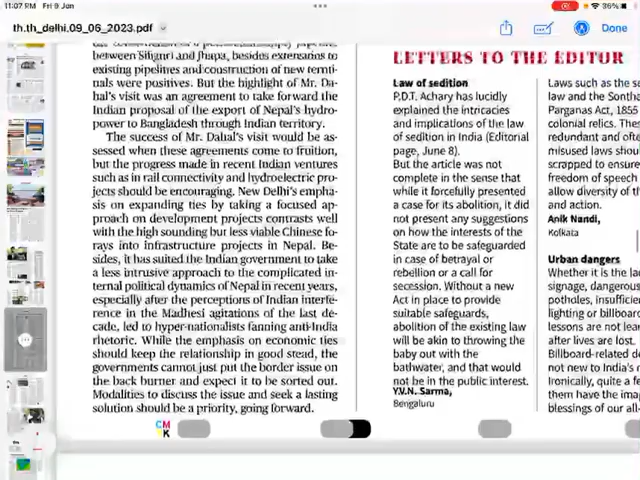 11:07 PM Fri 9 Jan
36%
th.th_delhi.09_06_2023.pdf
Done
between Siliguri and Jhapa, besides extensions to
existing pipelines and construction of new termi-
nals were positives. But the highlight of Mr. Da-
hal's visit was an agreement to take forward the
Indian proposal of the export of Nepal's hydro-
power to Bangladesh through Indian territory.
The success of Mr. Dahal's visit would be as-
sessed when these agreements come to fruition,
but the progress made in recent Indian ventures
such as in rail connectivity and hydroelectric pro-
jects should be encouraging. New Delhi's empha-
sis on expanding ties by taking a focused ap-
proach on development projects contrasts well
with the high sounding but less viable Chinese fo-
rays into infrastructure projects in Nepal. Be-
sides, it has suited the Indian government to take
a less intrusive approach to the complicated in-
ternal political dynamics of Nepal in recent years,
especially after the perceptions of Indian interfe-
rence in the Madhesi agitations of the last de-
cade, led to hyper-nationalists fanning anti-India
rhetoric. While the emphasis on economic ties
should keep the relationship in good stead, the
governments cannot just put the border issue on
the back burner and expect it to be sorted out.
Modalities to discuss the issue and seek a lasting
solution should be a priority, going forward.
CM
K
LETTERS TO THE EDITOR
Law of sedition
P.D.T. Achary has lucidly
explained the intricacies
and implications of the law
of sedition in India (Editorial
page, June 8).
But the article was not
complete in the sense that
while it forcefully presented
a case for its abolition, it did
not present any suggestions
on how the interests of the
State are to be safeguarded
in case of betrayal or
rebellion or a call for
secession. Without a new
Act in place to provide
suitable safeguards,
abolition of the existing law
will be akin to throwing the
baby out with the
bathwater, and that would
not be in the public interest.
Y.V.N. Sarma,
Bengaluru
Laws such as the se
law and the Sontha
Parganas Act, 1855
colonial relics. Thes
redundant and ofte
misused laws shoul
scrapped to ensure
freedom of speech
allow diversity of th
and action.
Anik Nandi,
Kolkata
Urban dangers
Whether it is the la
signage, dangerous
potholes, insufficien
lighting or billboard
lessons are not lear
after lives are lost.
Billboard-related d
not new to India's r
Ironically, quite a fe
them have the imag
blessings of our all-